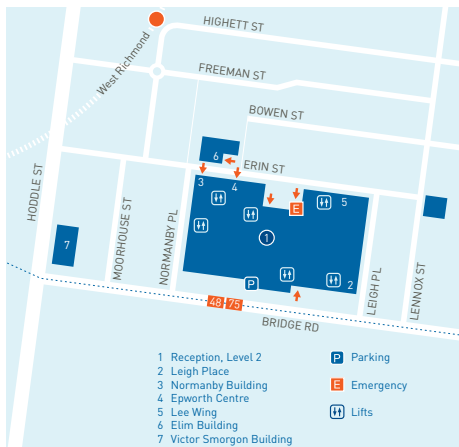 HIGHETT ST
West Richmond
FREEMAN ST
BOWEN ST
6
ERIN ST
3
4
5
E
HODDLE ST
MOORHOUSE ST
NORMANBY PL
1
7
P
2
LEIGH PL
LENNOX ST
48 75
BRIDGE RD
1 Reception, Level 2
2 Leigh Place
3 Normanby Building
4 Epworth Centre
5 Lee Wing
6 Elim Building
7 Victor Smorgon Building
P Parking
E Emergency
Lifts